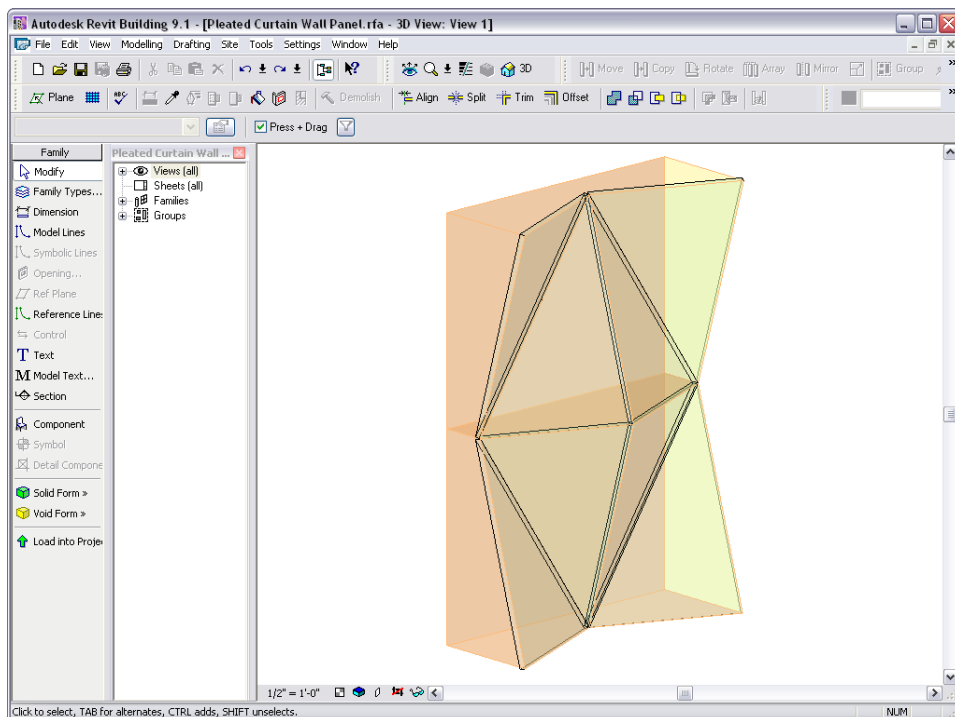 Autodesk Revit Building 9.1 - [Pleated Curtain Wall Panel.rfa - 3D View: View 1]
File Edit View Modelling Drafting Site Tools Settings Window Help
3D Move Copy Rotate Array Mirror Group
Plane ABC Demolish Align Split Trim Offset
Press + Drag
Family
Modify
Family Types...
Dimension
Model Lines
Symbolic Lines
Opening...
Ref Plane
Reference Line
Control
Text
Model Text...
Section
Component
Symbol
Detail Compone
Solid Form »
Void Form »
Load into Proje
Pleated Curtain Wall ...
Views (all)
Sheets (all)
Families
Groups
1/2" = 1'-0"
Click to select, TAB for alternates, CTRL adds, SHIFT unselects.
NUM